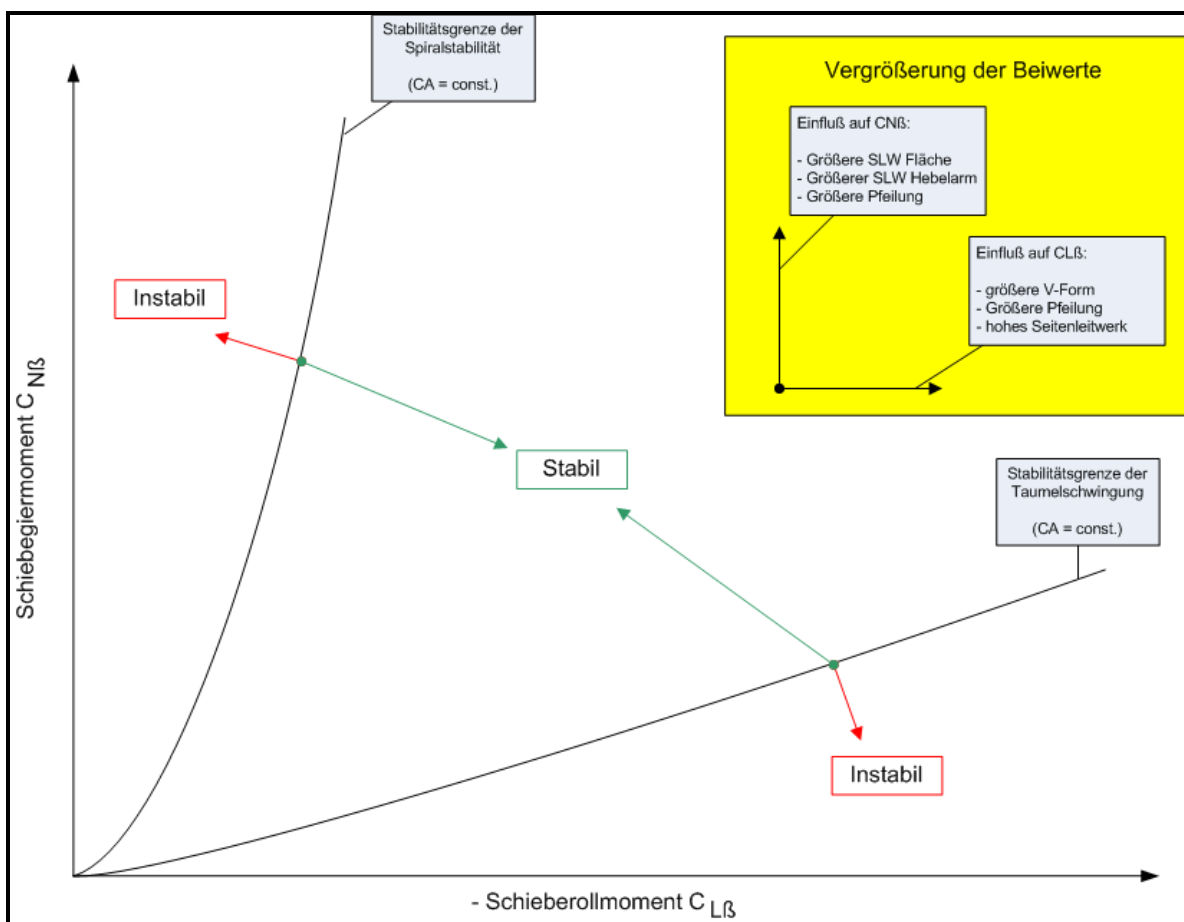 Stabilitätsgrenze der
Spiralstabilität
(CA = const.)
Vergrößerung der Beiwerte
Einfluß auf CNß:
- Größere SLW Fläche
- Größerer SLW Hebelarm
- Größere Pfeilung
Einfluß auf CLß:
- größere V-Form
- Größere Pfeilung
- hohes Seitenleitwerk
Instabil
Stabil
Stabilitätsgrenze der
Taumelschwingung
(CA = const.)
Instabil
Schiebegiermoment C Nß
- Schieberollmoment C Lß